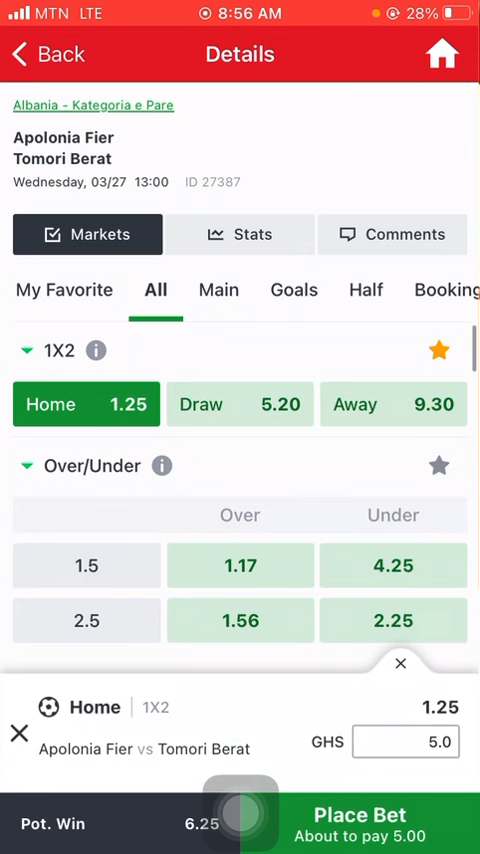 MTN LTE 8:56 AM 28%
Back Details
Albania - Kategoria e Pare
Apolonia Fier
Tomori Berat
Wednesday, 03/27 13:00 ID 27387
Markets Stats Comments
My Favorite All Main Goals Half Booking
1X2 i
Home 1.25 Draw 5.20 Away 9.30
Over/Under i
Over Under
1.5 1.17 4.25
2.5 1.56 2.25
Home 1X2 1.25
Apolonia Fier vs Tomori Berat GHS 5.0
Pot. Win 6.25 Place Bet
About to pay 5.00